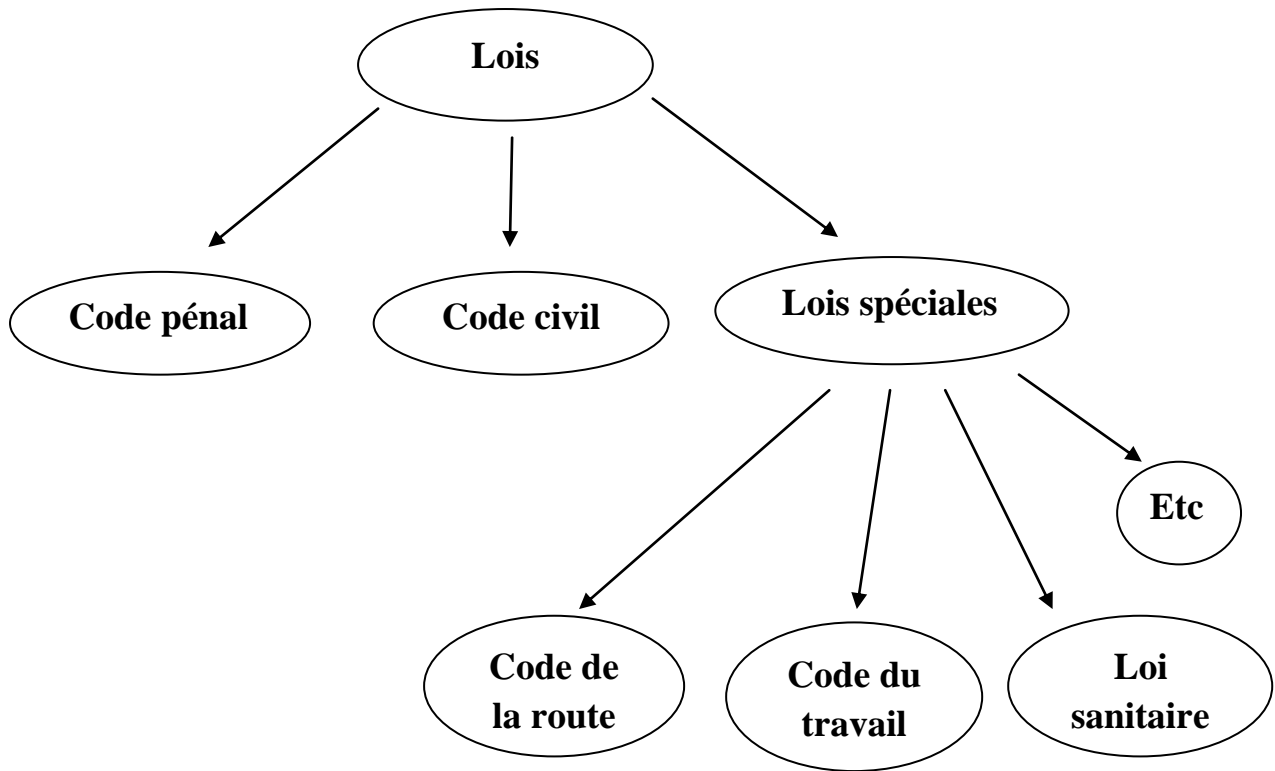 Lois
Code pénal
Code civil
Lois spéciales
Etc
Code de
la route
Code du
travail
Loi
sanitaire